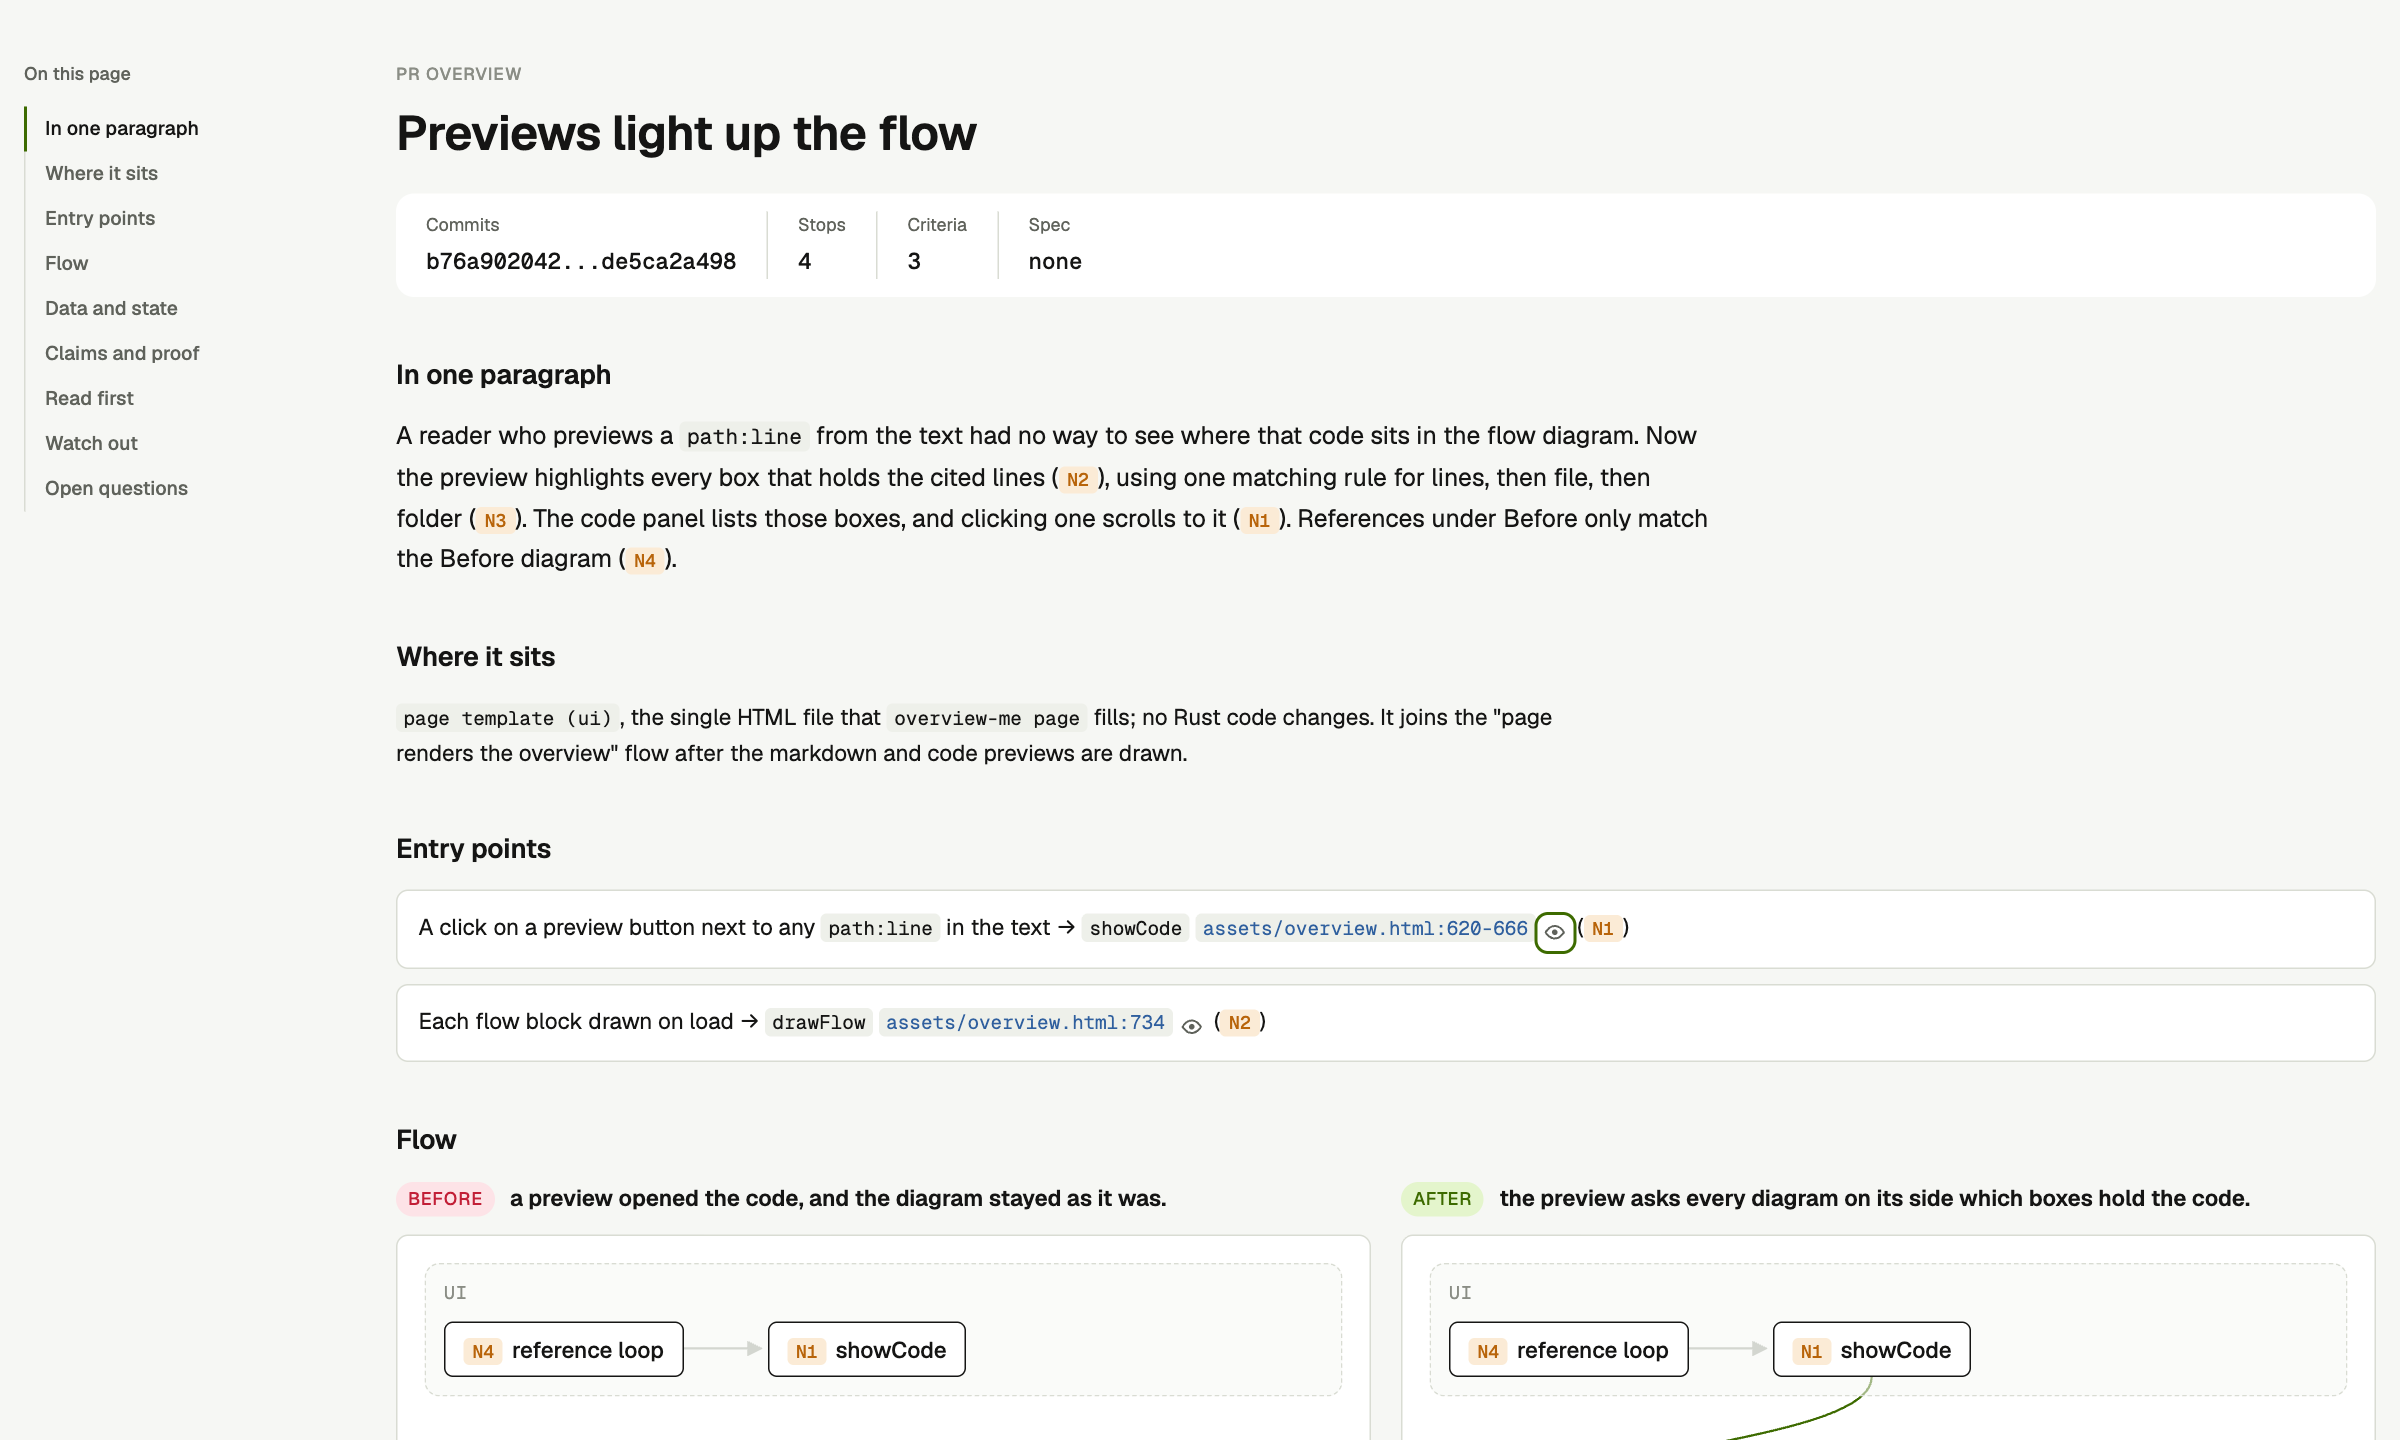 On this page
In one paragraph
Where it sits
Entry points
Flow
Data and state
Claims and proof
Read first
Watch out
Open questions
PR OVERVIEW
Previews light up the flow
Commits
b76a902042...de5ca2a498
Stops
4
Criteria
3
Spec
none
In one paragraph
A reader who previews a path:line from the text had no way to see where that code sits in the flow diagram. Now
the preview highlights every box that holds the cited lines (N2), using one matching rule for lines, then file, then
folder (N3). The code panel lists those boxes, and clicking one scrolls to it (N1). References under Before only match
the Before diagram (N4).
Where it sits
page template (ui), the single HTML file that overview-me page fills; no Rust code changes. It joins the "page
renders the overview" flow after the markdown and code previews are drawn.
Entry points
A click on a preview button next to any path:line in the text → showCode assets/overview.html:620-666 (N1)
Each flow block drawn on load → drawFlow assets/overview.html:734 (N2)
Flow
BEFORE a preview opened the code, and the diagram stayed as it was.
UI
N4 reference loop
N1 showCode
AFTER the preview asks every diagram on its side which boxes hold the code.
UI
N4 reference loop
N1 showCode